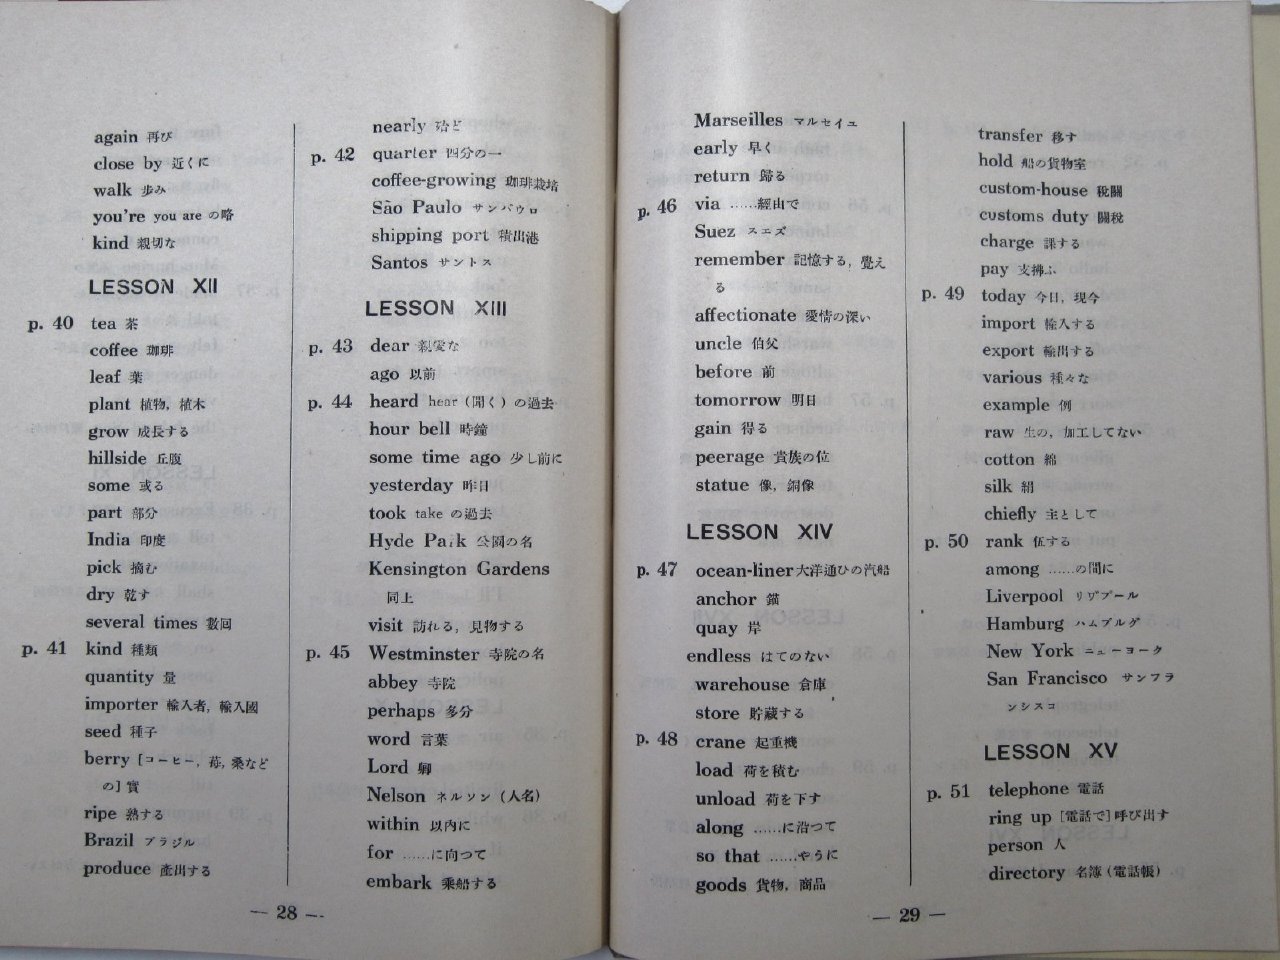 again 再び
close by 近くに
walk 歩み
you're you are の略
kind 親切な
LESSON XII
p. 40 tea 茶
coffee 珈琲
leaf 葉
plant 植物, 植木
grow 成長する
hillside 丘腹
some 或る
part 部分
India 印度
pick 摘む
dry 乾す
several times 數回
p. 41 kind 種類
quantity 量
importer 輸入者, 輸入國
seed 種子
berry [コーヒー, 苺, 桑など
の] 實
ripe 熟する
Brazil ブラジル
produce 產出する
nearly 殆ど
p. 42 quarter 四分の一
coffee-growing 珈琲栽培
São Paulo サンパウロ
shipping port 積出港
Santos サントス
LESSON XIII
p. 43 dear 親愛な
ago 以前
p. 44 heard hear (聞く) の過去
hour bell 時鐘
some time ago 少し前に
yesterday 昨日
took take の過去
Hyde Park 公園の名
Kensington Gardens
同上
visit 訪れる, 見物する
p. 45 Westminster 寺院の名
abbey 寺院
perhaps 多分
word 言葉
Lord 卿
Nelson ネルソン (人名)
within 以内に
for ……に向つて
embark 乘船する
— 28 —
Marseilles マルセイユ
early 早く
return 歸る
p. 46 via ……經由で
Suez スエズ
remember 記憶する, 覺え
る
affectionate 愛情の深い
uncle 伯父
before 前
tomorrow 明日
gain 得る
peerage 貴族の位
statue 像, 銅像
LESSON XIV
p. 47 ocean-liner 大洋通ひの汽船
anchor 錨
quay 岸
endless はてのない
warehouse 倉庫
store 貯蔵する
p. 48 crane 起重機
load 荷を積む
unload 荷を下す
along ……に沿つて
so that ……やうに
goods 貨物, 商品
transfer 移す
hold 船の貨物室
custom-house 稅關
customs duty 關稅
charge 課する
pay 支拂ふ
p. 49 today 今日, 現今
import 輸入する
export 輸出する
various 種々な
example 例
raw 生の, 加工してない
cotton 綿
silk 絹
chiefly 主として
p. 50 rank 伍する
among ……の間に
Liverpool リヴプール
Hamburg ハムブルグ
New York ニューヨーク
San Francisco サンフラ
ンシスコ
LESSON XV
p. 51 telephone 電話
ring up [電話で] 呼び出す
person 人
directory 名簿 (電話帳)
— 29 —